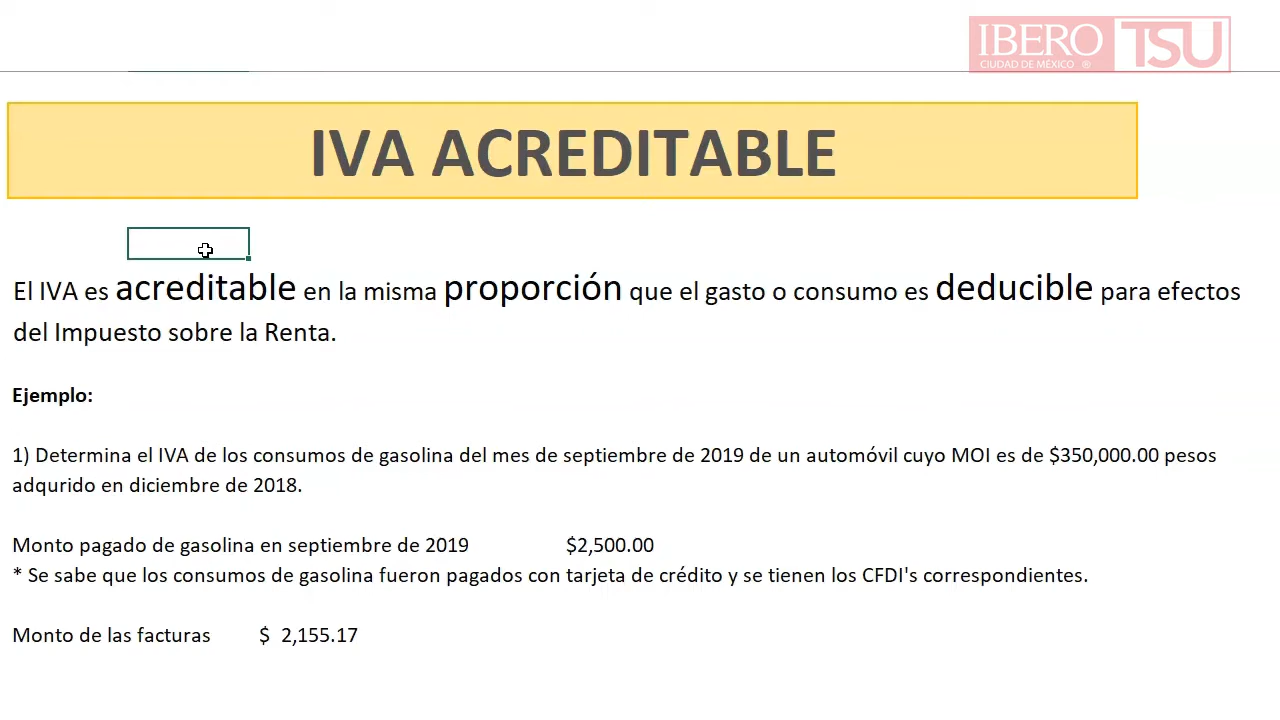 IBERO TSU
CIUDAD DE MÉXICO ®
IVA ACREDITABLE
El IVA es acreditable en la misma proporción que el gasto o consumo es deducible para efectos
del Impuesto sobre la Renta.
Ejemplo:
1) Determina el IVA de los consumos de gasolina del mes de septiembre de 2019 de un automóvil cuyo MOI es de $350,000.00 pesos
adqurido en diciembre de 2018.
Monto pagado de gasolina en septiembre de 2019 $2,500.00
* Se sabe que los consumos de gasolina fueron pagados con tarjeta de crédito y se tienen los CFDI's correspondientes.
Monto de las facturas $ 2,155.17